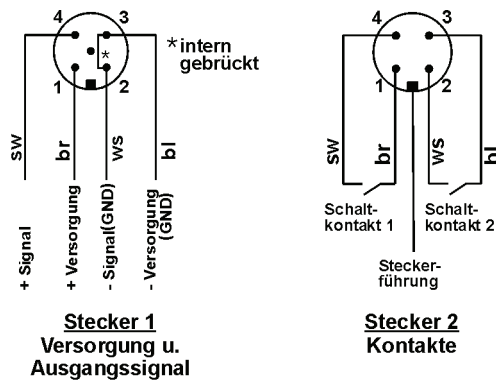 4
3
* intern
gebrückt
*
1
2
sw
br
ws
bl
+ Signal
+ Versorgung
- Signal(GND)
- Versorgung
(GND)
Stecker 1
Versorgung u.
Ausgangssignal
4
3
1
2
sw
br
ws
bl
Schalt-
kontakt 1
Schalt-
kontakt 2
Stecker-
führung
Stecker 2
Kontakte